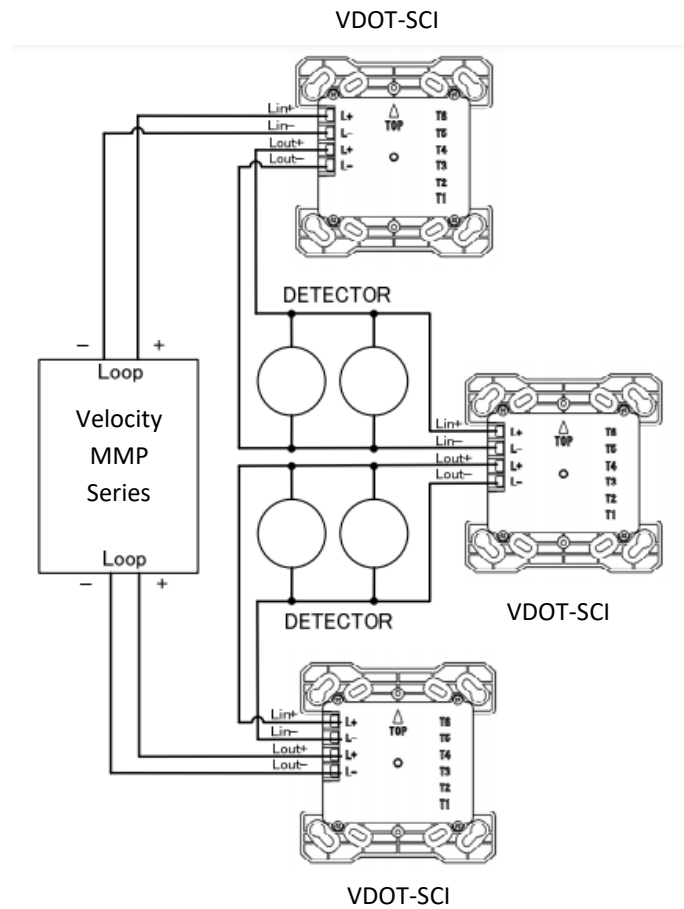 VDOT-SCI
Lin+
Lin−
Lout+
Lout−
L+
L−
L+
L−
TOP
T6
T5
T4
T3
T2
T1
DETECTOR
− +
Loop
Velocity
MMP
Series
Loop
− +
Lin+
Lin−
Lout+
Lout−
L+
L−
L+
L−
TOP
T6
T5
T4
T3
T2
T1
VDOT-SCI
DETECTOR
Lin+
Lin−
Lout+
Lout−
L+
L−
L+
L−
TOP
T6
T5
T4
T3
T2
T1
VDOT-SCI